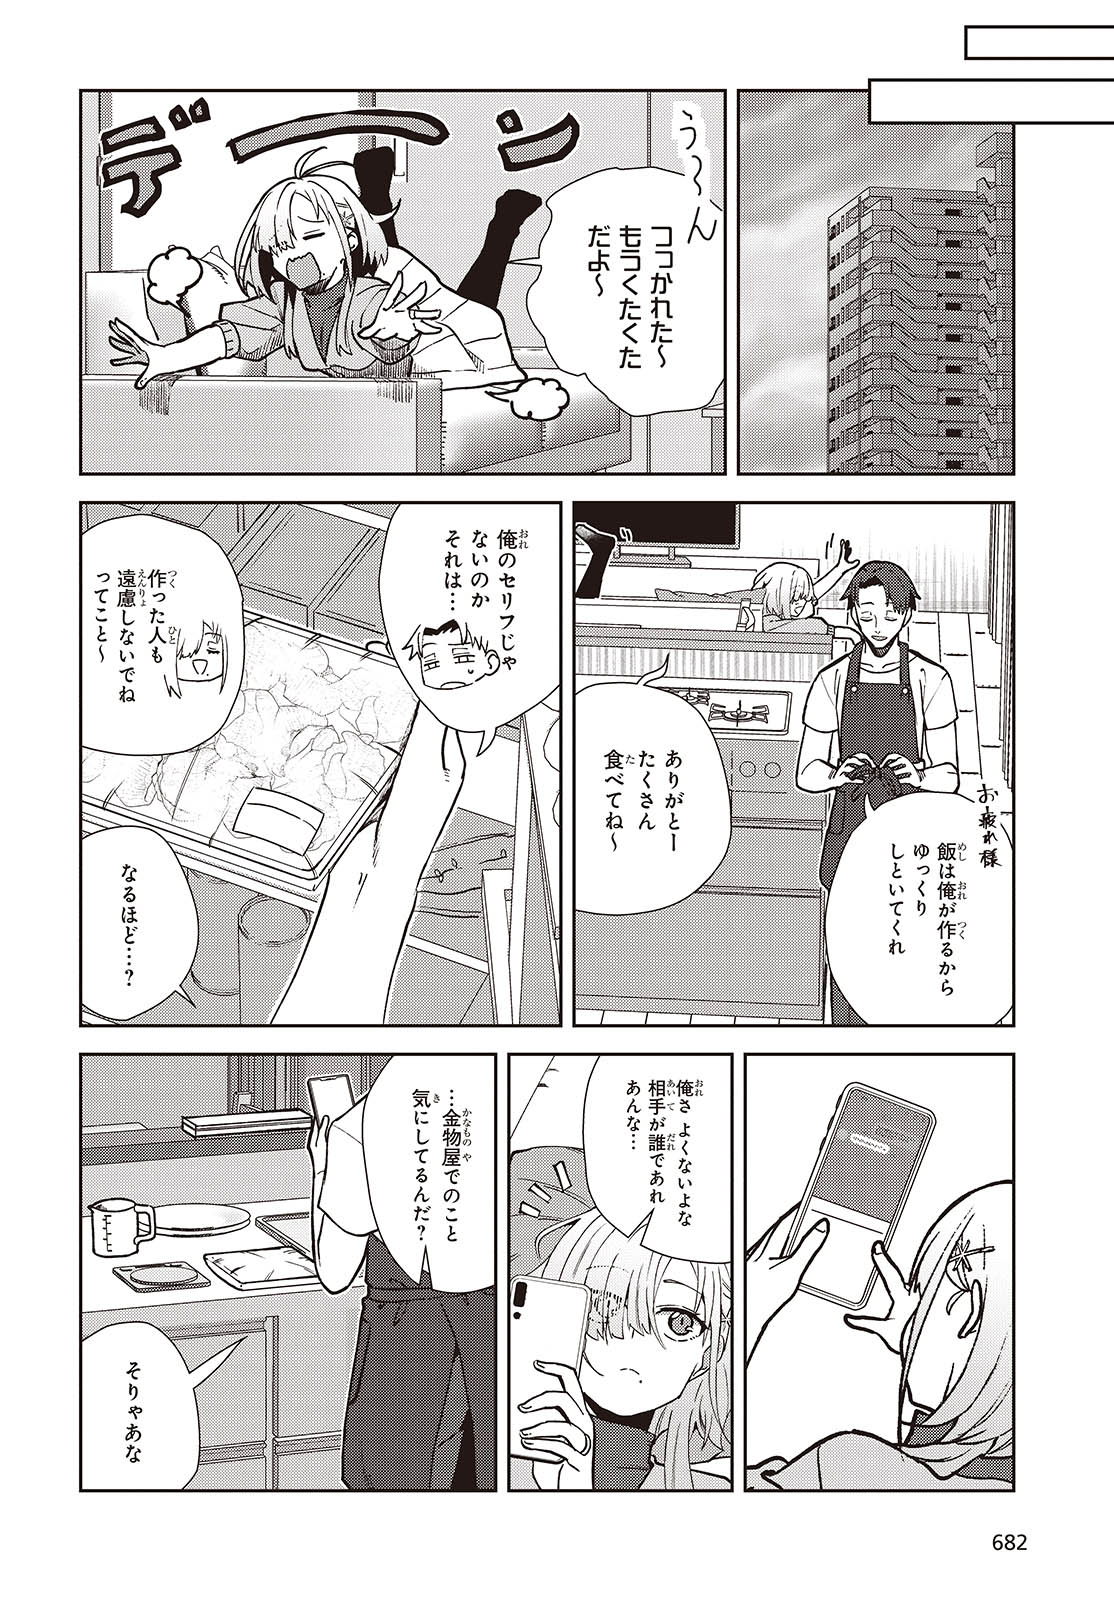 う～ん
デーン
コつかれた～
もうくたくた
だよ～
お疲れ様
飯は俺が作るから
ゆっくり
しといてくれ
ありがとー
たくさん
食べてね～
俺のセリフじゃ
ないのか
それは…
作った人も
遠慮しないでね
ってこと～
なるほど…?
俺さ よくないよな
相手が誰であれ
あんな…
…金物屋でのこと
気にしてるんだ?
そりゃあな
682